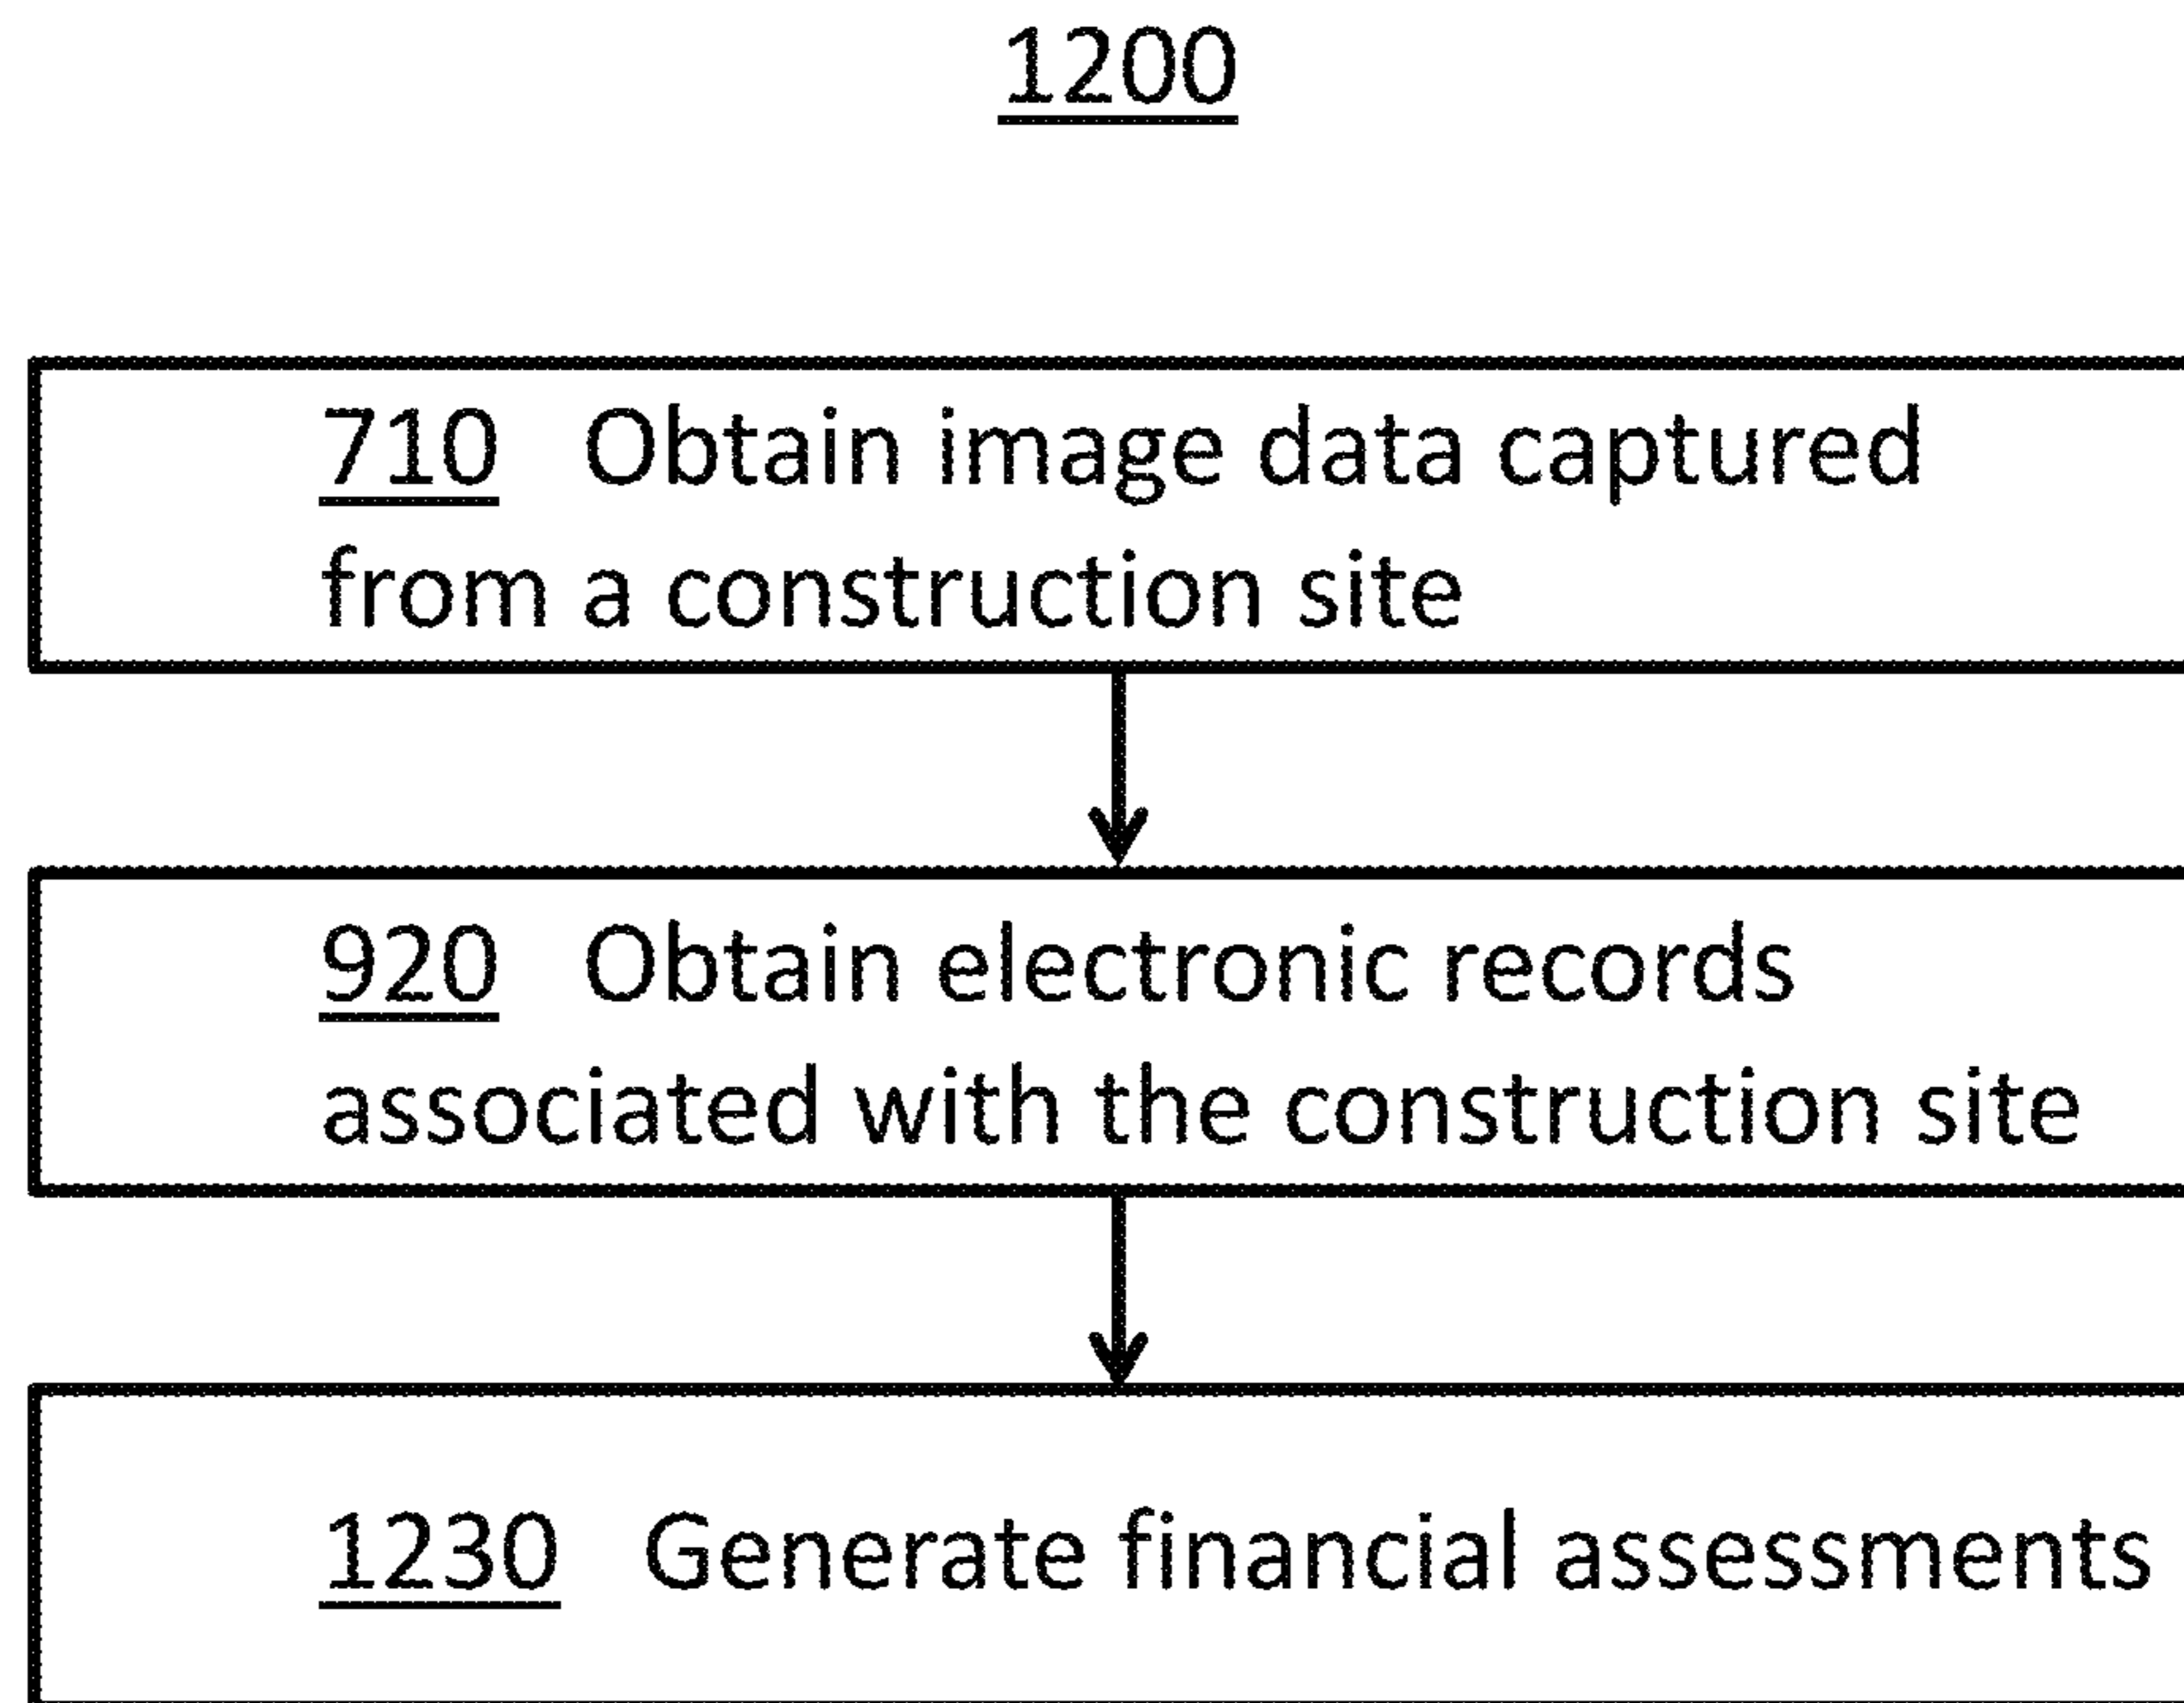 1200
710 Obtain image data captured
from a construction site
920 Obtain electronic records
associated with the construction site
1230 Generate financial assessments